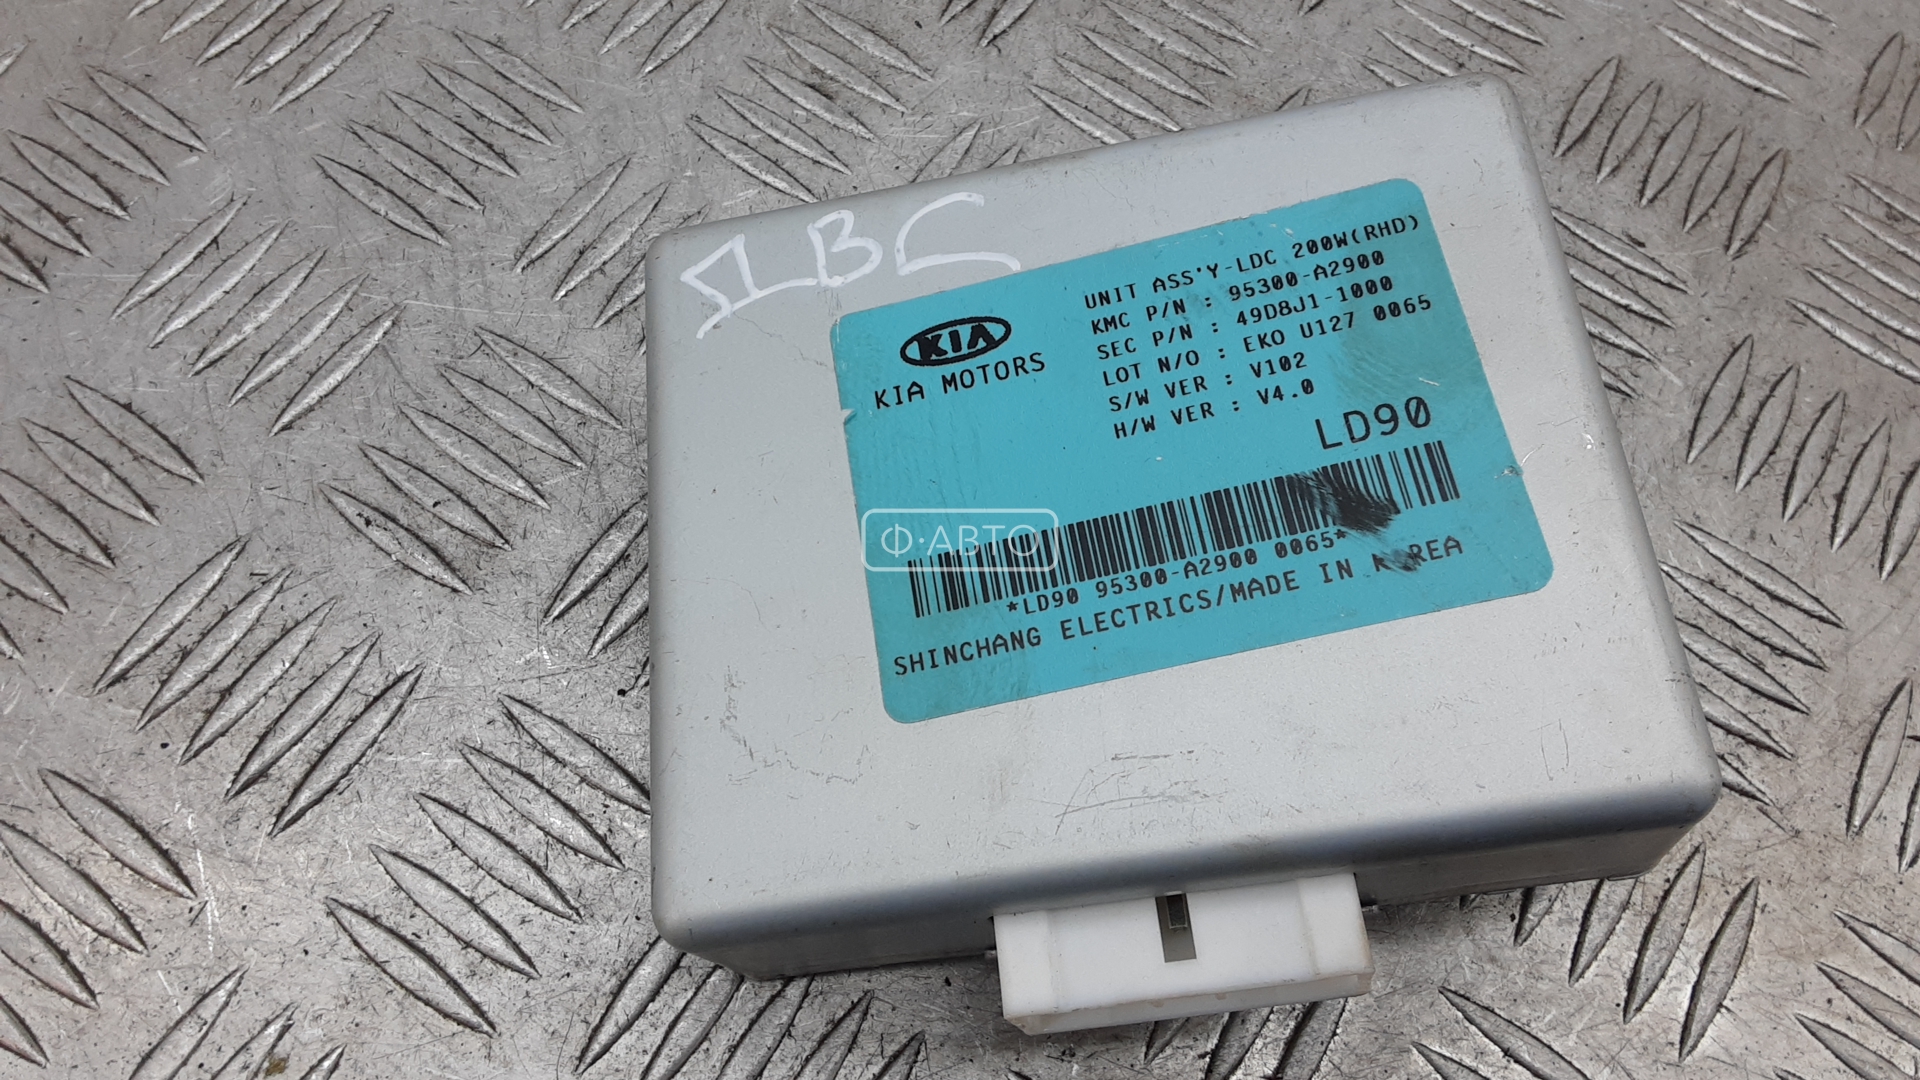 ЛВС
UNIT ASS'Y-LDC 200W(RHD)
KMC P/N : 95300-A2900
SEC P/N : 49D8J1-1000
LOT N/O : EKO U127 0065
S/W VER : V102
H/W VER : V4.0
KIA
KIA MOTORS
LD90
Ф·АВТО
*LD90 95300-A2900 0065*
SHINCHANG ELECTRICS/MADE IN KOREA